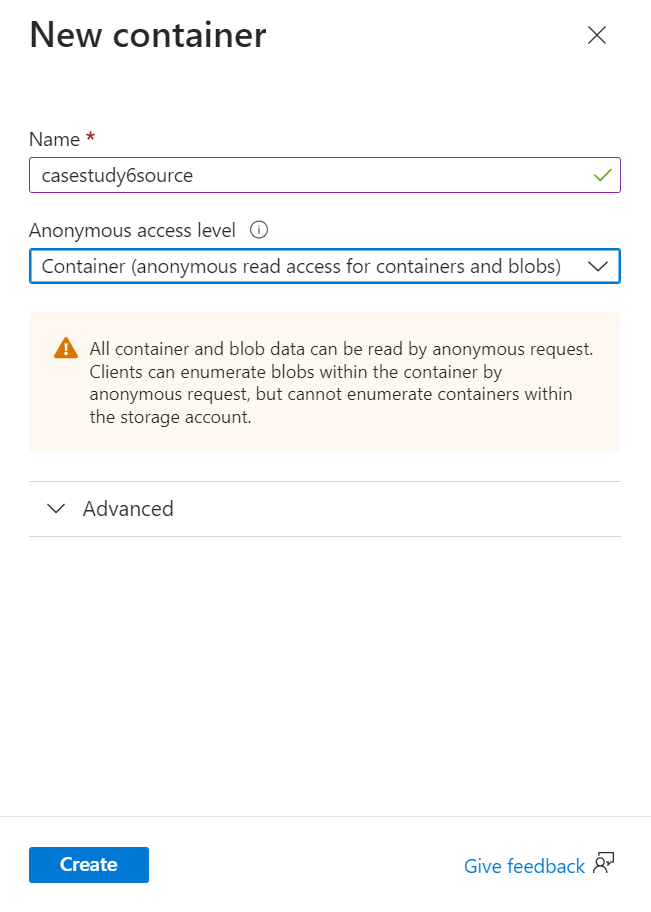 New container
Name *
casestudy6source
Anonymous access level
Container (anonymous read access for containers and blobs)
All container and blob data can be read by anonymous request.
Clients can enumerate blobs within the container by
anonymous request, but cannot enumerate containers within
the storage account.
Advanced
Create
Give feedback